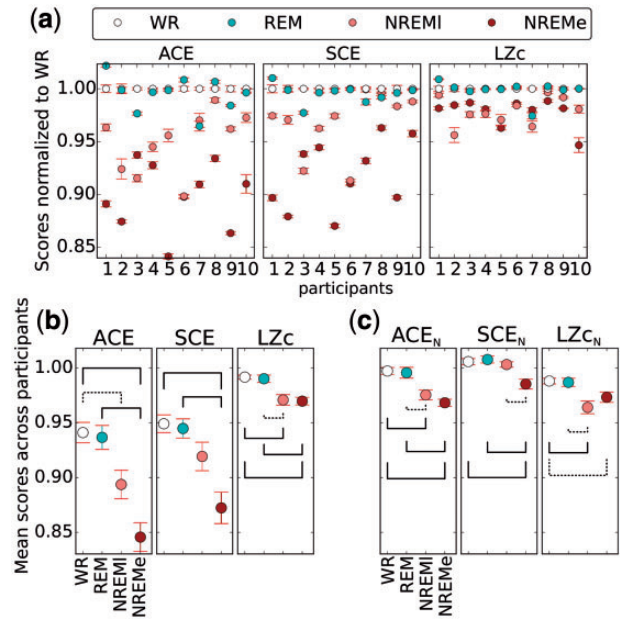 (a)
WR REM NREMl NREMe
ACE SCE LZc
Scores normalized to WR
1.00
0.95
0.90
0.85
1 2 3 4 5 6 7 8 9 10 1 2 3 4 5 6 7 8 9 10 1 2 3 4 5 6 7 8 9 10
participants
(b) (c)
ACE SCE LZc ACE_N SCE_N LZc_N
Mean scores across participants
1.00
0.95
0.90
0.85
WR
REM
NREMl
NREMe
WR
REM
NREMl
NREMe